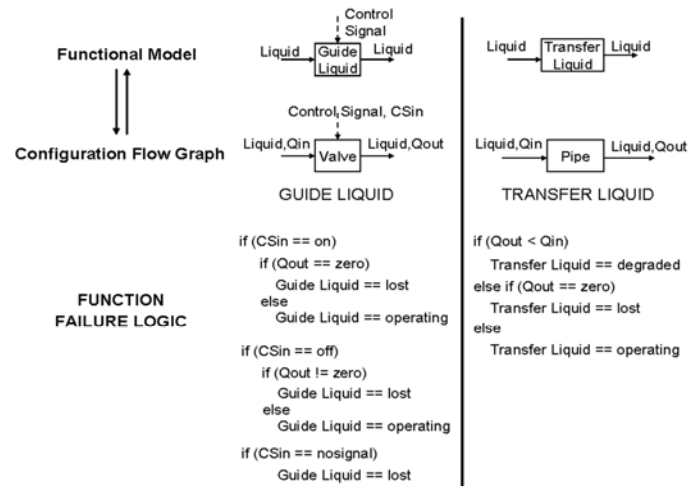 Functional Model
Control
Signal
Liquid
Guide
Liquid
Liquid
Liquid
Transfer
Liquid
Liquid
Configuration Flow Graph
Control, Signal, CSin
Liquid,Qin
Valve
Liquid,Qout
GUIDE LIQUID
Liquid,Qin
Pipe
Liquid,Qout
TRANSFER LIQUID
FUNCTION
FAILURE LOGIC
if (CSin == on)
if (Qout == zero)
Guide Liquid == lost
else
Guide Liquid == operating
if (CSin == off)
if (Qout != zero)
Guide Liquid == lost
else
Guide Liquid == operating
if (CSin == nosignal)
Guide Liquid == lost
if (Qout < Qin)
Transfer Liquid == degraded
else if (Qout == zero)
Transfer Liquid == lost
else
Transfer Liquid == operating